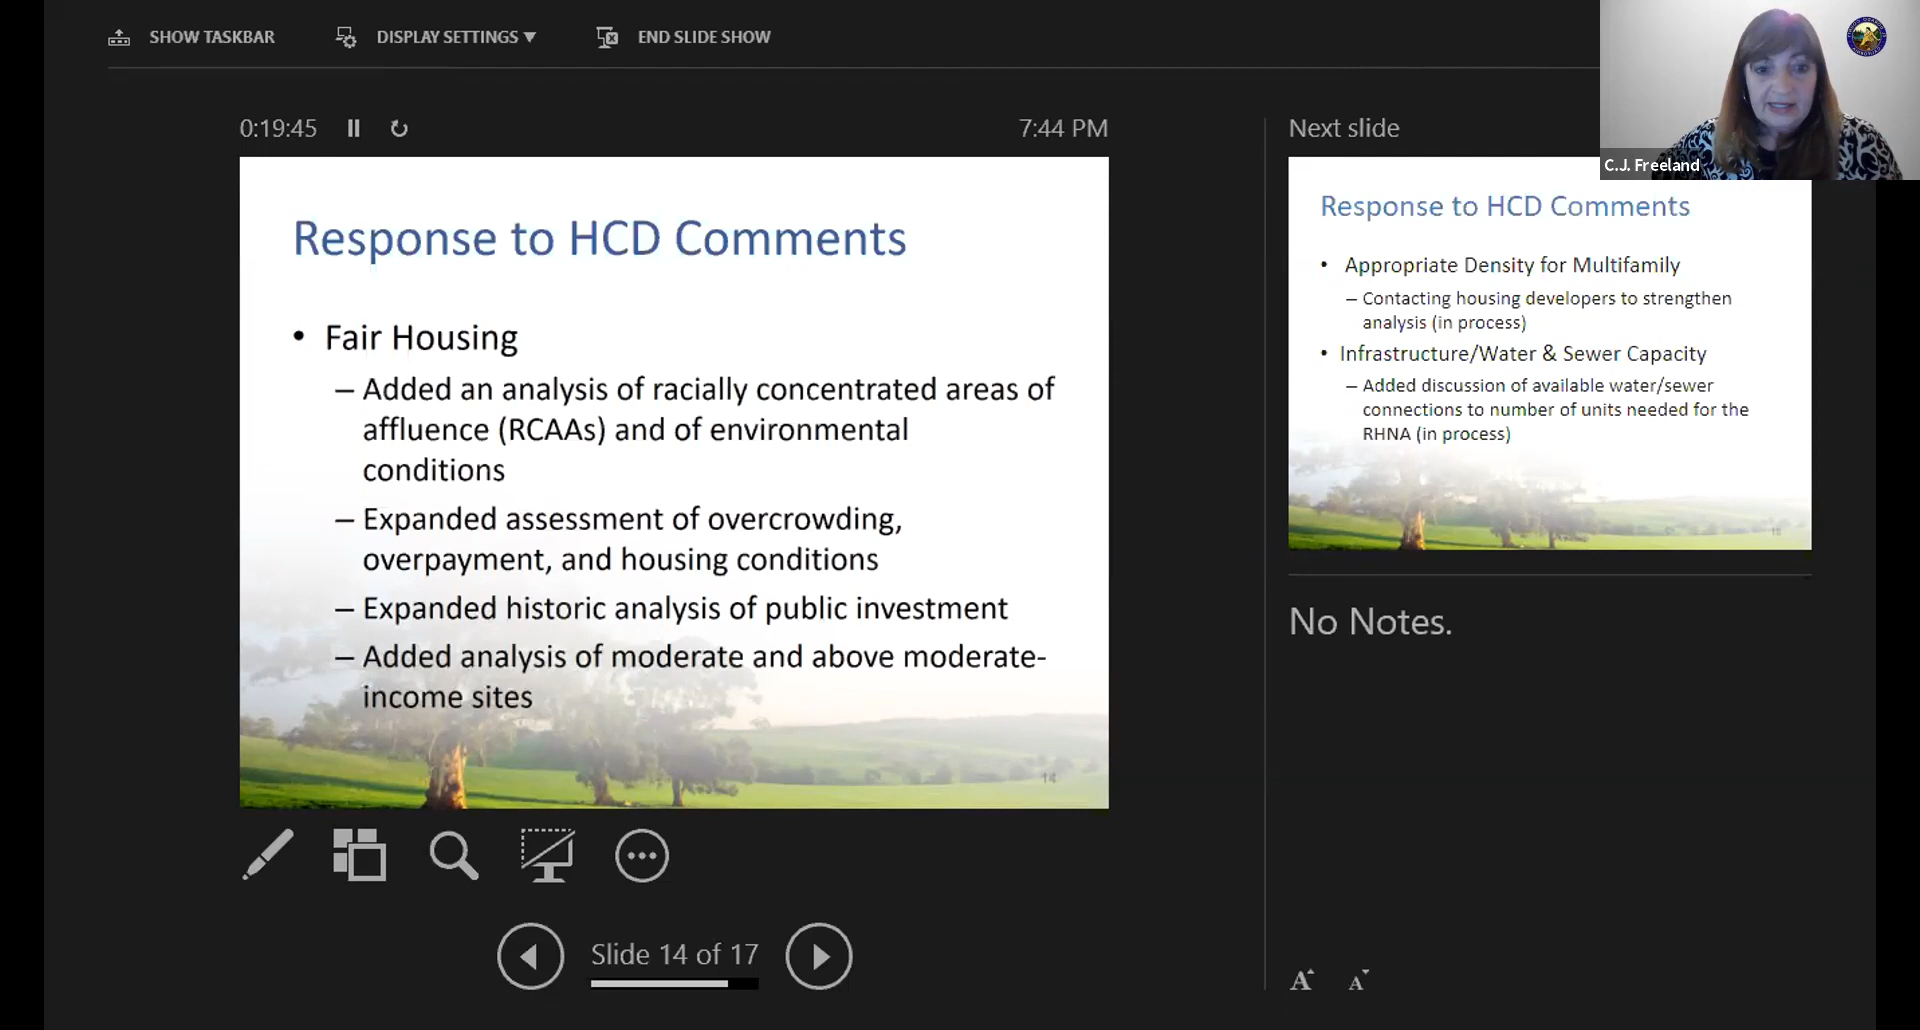 SHOW TASKBAR
DISPLAY SETTINGS ▼
END SLIDE SHOW
C.J. Freeland
0:19:45
7:44 PM
Response to HCD Comments
• Fair Housing
– Added an analysis of racially concentrated areas of
affluence (RCAAs) and of environmental
conditions
– Expanded assessment of overcrowding,
overpayment, and housing conditions
– Expanded historic analysis of public investment
– Added analysis of moderate and above moderate-
income sites
14
Slide 14 of 17
Next slide
Response to HCD Comments
• Appropriate Density for Multifamily
– Contacting housing developers to strengthen
analysis (in process)
• Infrastructure/Water & Sewer Capacity
– Added discussion of available water/sewer
connections to number of units needed for the
RHNA (in process)
No Notes.
A A